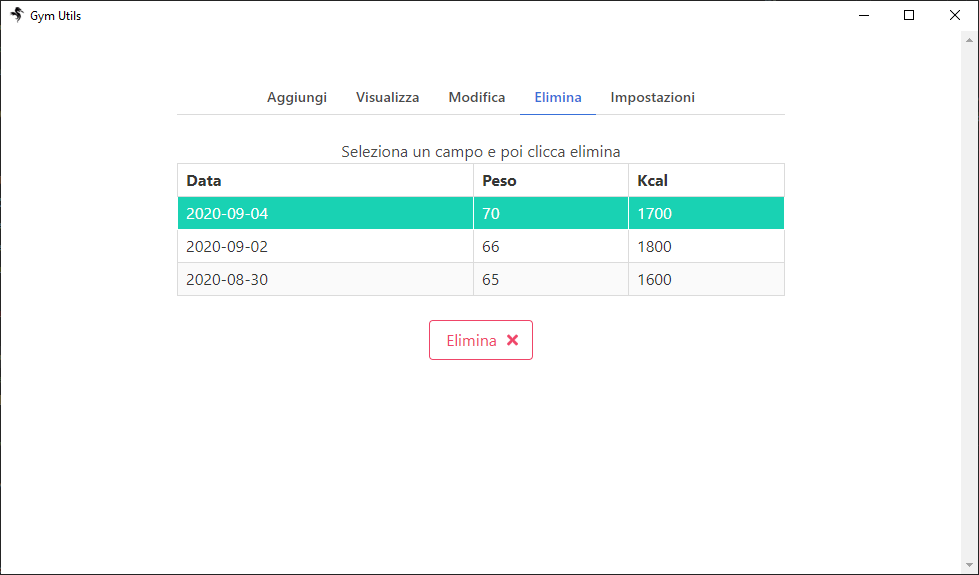 Gym Utils
Aggiungi Visualizza Modifica Elimina Impostazioni
Seleziona un campo e poi clicca elimina
Data Peso Kcal
2020-09-04 70 1700
2020-09-02 66 1800
2020-08-30 65 1600
Elimina